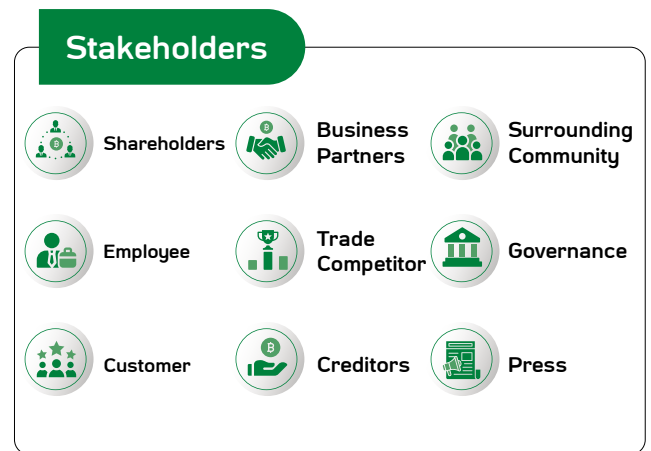 Stakeholders
Shareholders
Business
Partners
Surrounding
Community
Employee
Trade
Competitor
Governance
Customer
Creditors
Press